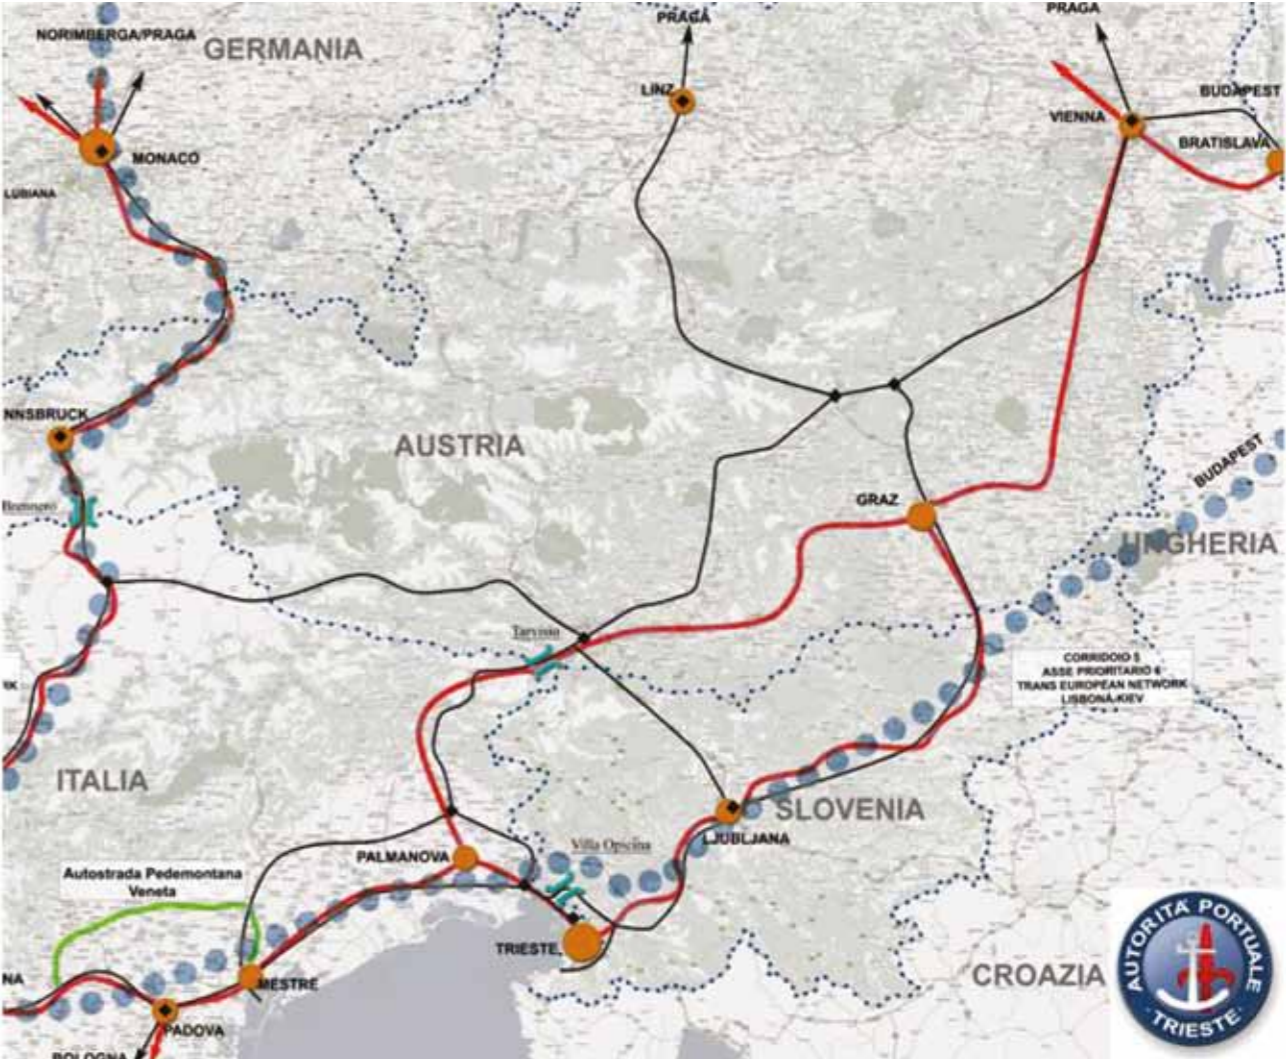 PRAGA
PRAGA
NORIMBERGA/PRAGA
GERMANIA
LINZ
BUDAPEST
VIENNA
BRATISLAVA
MONACO
LUBIANA
NNSBRUCK
AUSTRIA
BUDAPEST
GRAZ
Brennero
UNGHERIA
Tarvisio
CORRIDOIO 5
ASSE PRIORITARIO 6
TRANS EUROPEAN NETWORK
LISBONA-KIEV
RK
ITALIA
SLOVENIA
LJUBLJANA
Villa Opicina
PALMANOVA
Autostrada Pedemontana
Veneta
TRIESTE
NA
MESTRE
CROAZIA
AUTORITÀ PORTUALE
TRIESTE
PADOVA
BOLOGNA